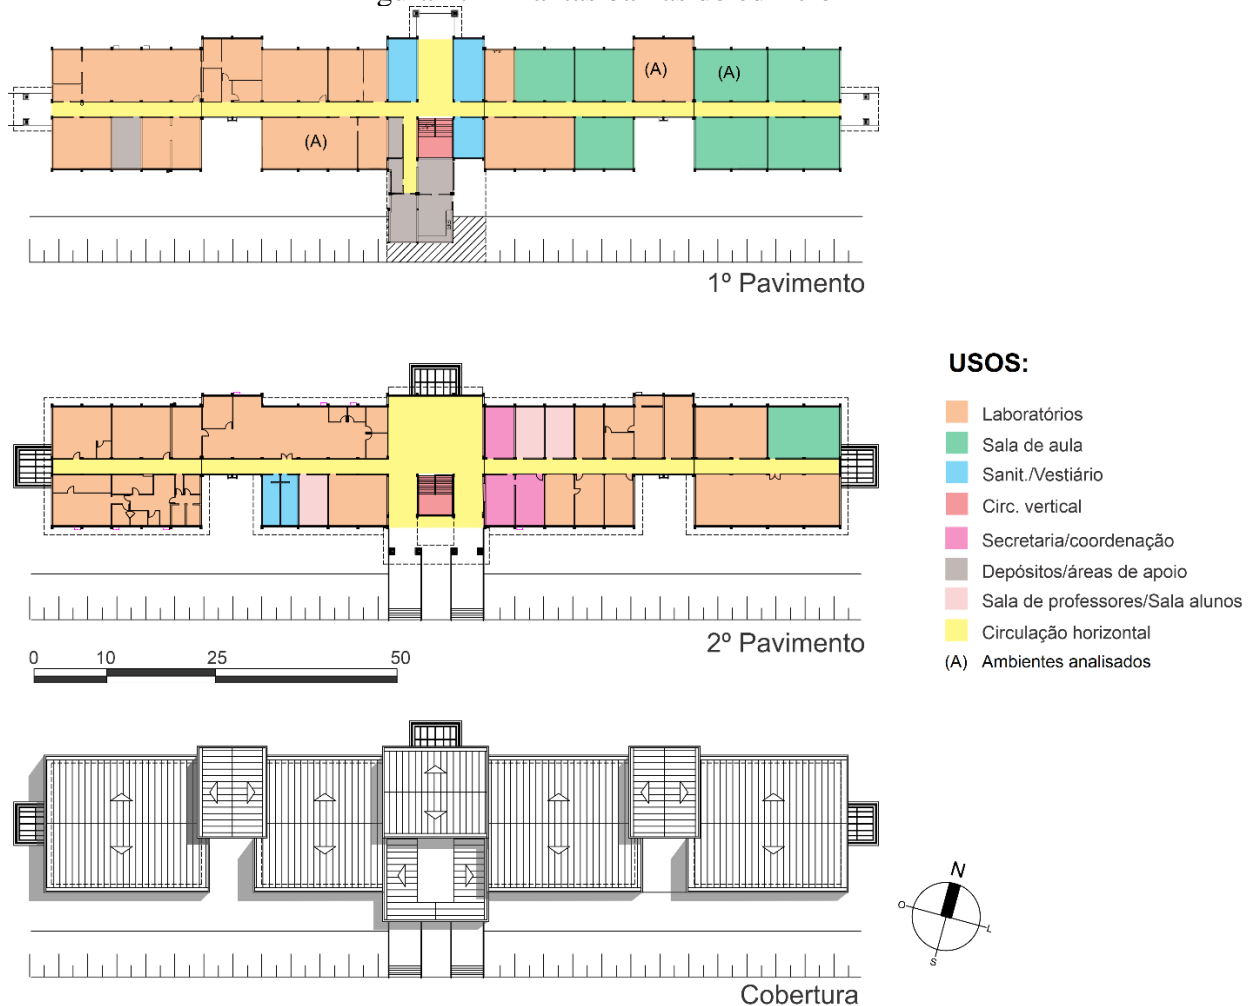 (A)
(A)
(A)
1º Pavimento
2º Pavimento
0 10 25 50
USOS:
Laboratórios
Sala de aula
Sanit./Vestiário
Circ. vertical
Secretaria/coordenação
Depósitos/áreas de apoio
Sala de professores/Sala alunos
Circulação horizontal
(A) Ambientes analisados
N
O
L
S
Cobertura